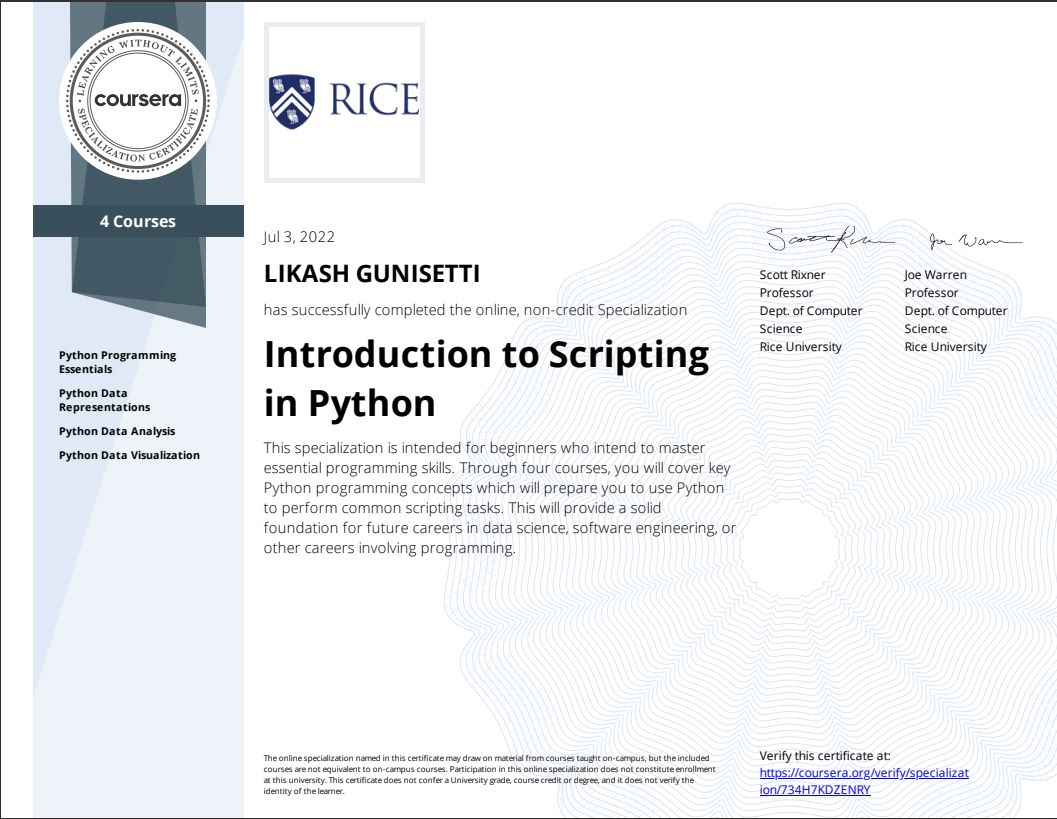 LEARNING WITHOUT LIMITS
coursera
SPECIALIZATION CERTIFICATE
4 Courses
Python Programming
Essentials
Python Data
Representations
Python Data Analysis
Python Data Visualization
RICE
Jul 3, 2022
LIKASH GUNISETTI
has successfully completed the online, non-credit Specialization
Introduction to Scripting
in Python
This specialization is intended for beginners who intend to master
essential programming skills. Through four courses, you will cover key
Python programming concepts which will prepare you to use Python
to perform common scripting tasks. This will provide a solid
foundation for future careers in data science, software engineering, or
other careers involving programming.
Scott Rixner
Professor
Dept. of Computer
Science
Rice University
Joe Warren
Professor
Dept. of Computer
Science
Rice University
The online specialization named in this certificate may draw on material from courses taught on-campus, but the included
courses are not equivalent to on-campus courses. Participation in this online specialization does not constitute enrollment
at this university. This certificate does not confer a University grade, course credit or degree, and it does not verify the
identity of the learner.
Verify this certificate at:
https://coursera.org/verify/specializat
ion/734H7KDZENRY